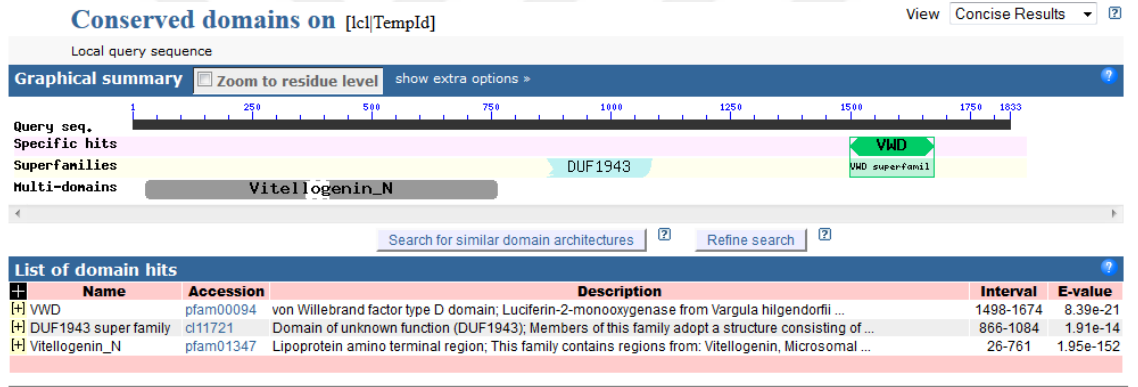 Conserved domains on [lcl|TempId]
View Concise Results ?
Local query sequence
Graphical summary Zoom to residue level show extra options » ?
1 250 500 750 1000 1250 1500 1750 1833
Query seq.
Specific hits VWD
Superfamilies DUF1943 VWD superfamil
Multi-domains Vitellogenin_N
Search for similar domain architectures ? Refine search ?
List of domain hits ?
+ Name Accession Description Interval E-value
[+] VWD pfam00094 von Willebrand factor type D domain; Luciferin-2-monooxygenase from Vargula hilgendorfii ... 1498-1674 8.39e-21
[+] DUF1943 super family cl11721 Domain of unknown function (DUF1943); Members of this family adopt a structure consisting of ... 866-1084 1.91e-14
[+] Vitellogenin_N pfam01347 Lipoprotein amino terminal region; This family contains regions from: Vitellogenin, Microsomal ... 26-761 1.95e-152